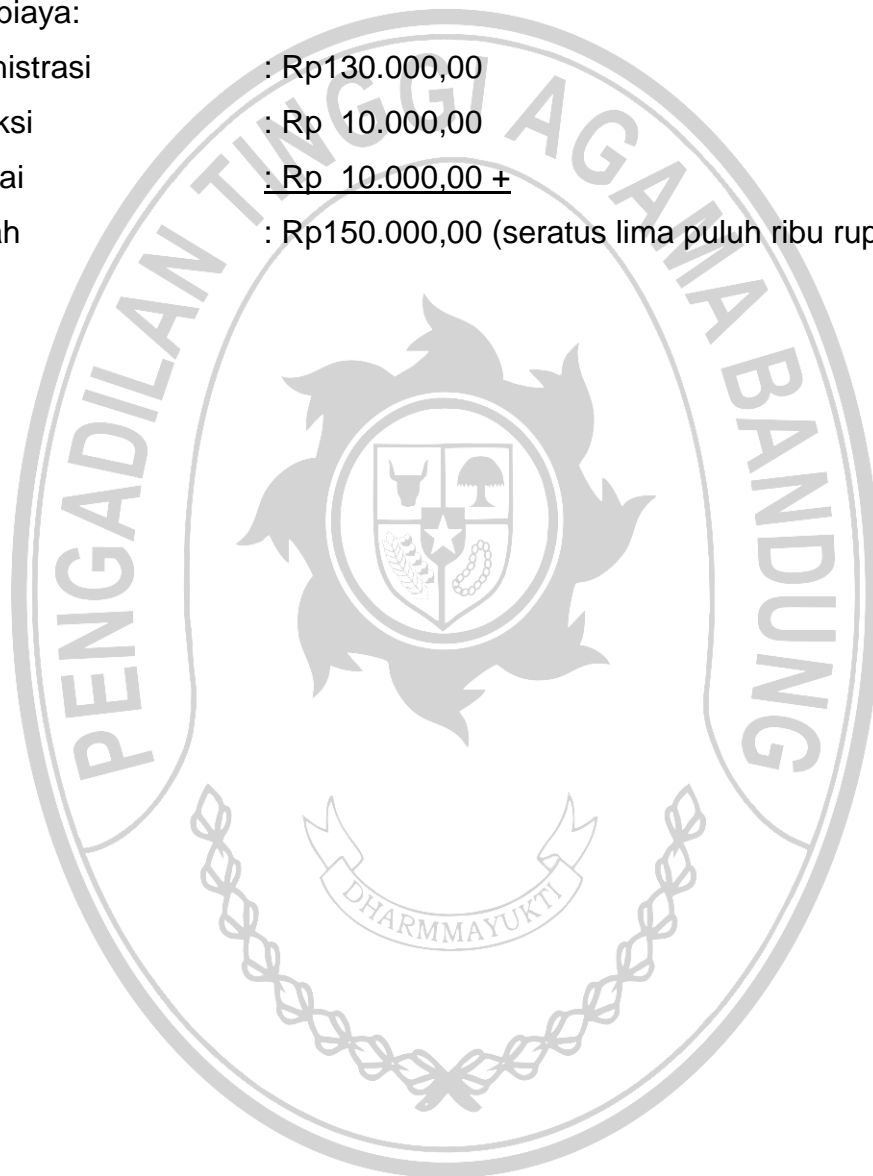 biaya:
nistrasi : Rp130.000,00
ksi : Rp 10.000,00
ai : Rp 10.000,00 +
ah : Rp150.000,00 (seratus lima puluh ribu rup
PENGADILAN TINGGI AGAMA BANDUNG
DHARMMAYUKTI